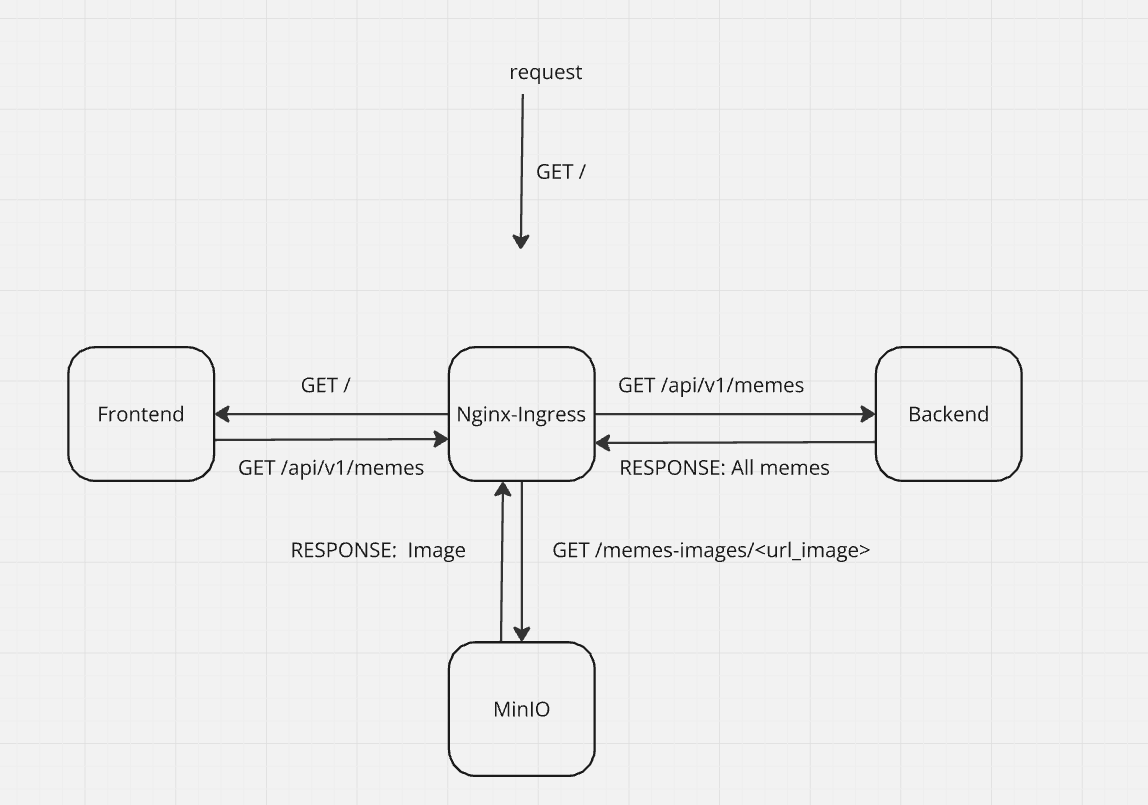 request
GET /
GET /
GET /api/v1/memes
Frontend
Nginx-Ingress
Backend
GET /api/v1/memes
RESPONSE: All memes
RESPONSE:  Image
GET /memes-images/<url_image>
MinIO